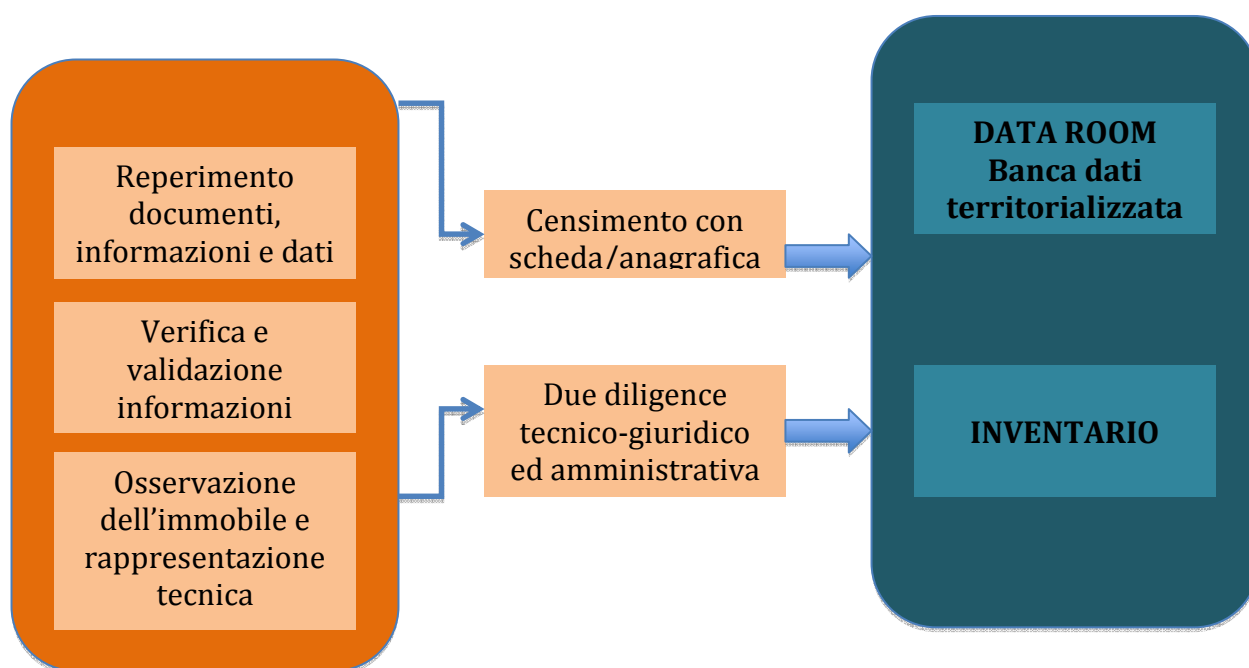 Reperimento
documenti,
informazioni e dati
Verifica e
validazione
informazioni
Osservazione
dell’immobile e
rappresentazione
tecnica
Censimento con
scheda/anagrafica
Due diligence
tecnico-giuridico
ed amministrativa
DATA ROOM
Banca dati
territorializzata
INVENTARIO